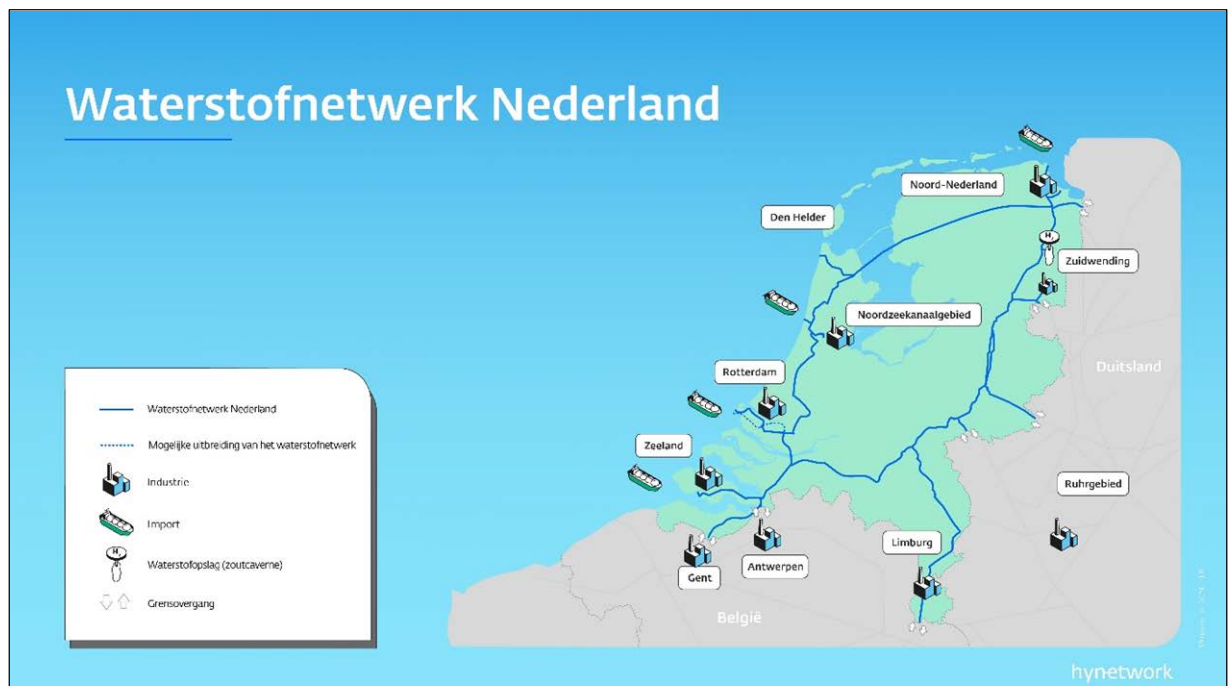 Waterstofnetwerk Nederland
Noord-Nederland
Den Helder
H₂
Zuidwending
Noordzeekanaalgebied
Duitsland
Rotterdam
Zeeland
Ruhrgebied
Limburg
Antwerpen
Gent
België
Waterstofnetwerk Nederland
Mogelijke uitbreiding van het waterstofnetwerk
Industrie
Import
Waterstofopslag (zoutcaverne)
Grensovergang
hynetwork